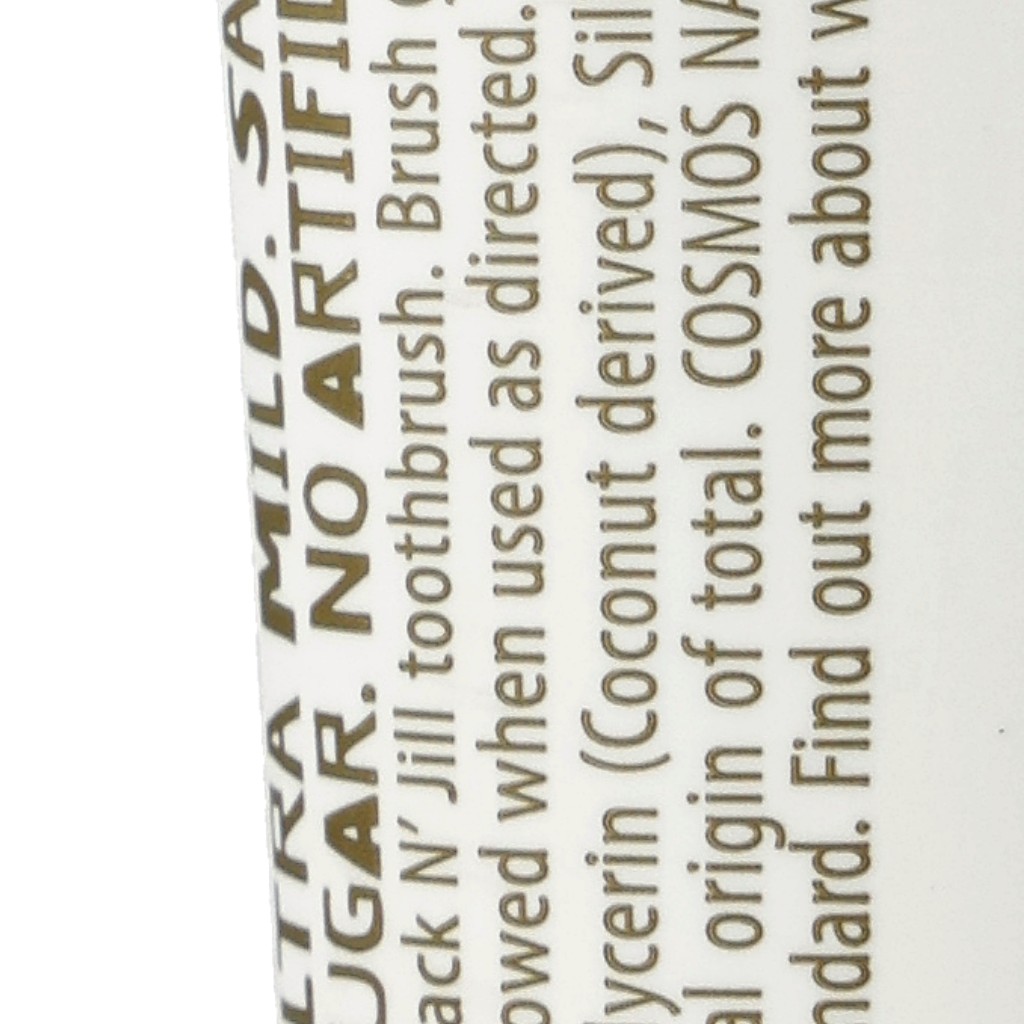 LTRA MILD. SA
UGAR. NO ARTIFI
ack N' Jill toothbrush. Brush
owed when used as directed.
lycerin (Coconut derived), Sil
al origin of total. COSMOS NA
ndard. Find out more about w